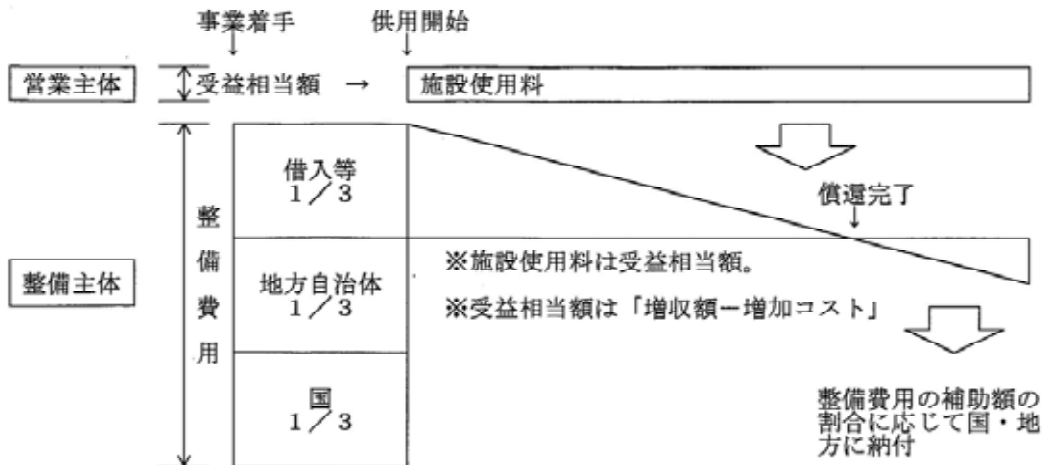 事業着手
供用開始
↓
↓
営業主体
受益相当額 →
施設使用料
借入等
1/3
償還完了
↓
整備費用
整備主体
地方自治体
1/3
※施設使用料は受益相当額。
※受益相当額は「増収額－増加コスト」
国
1/3
整備費用の補助額の
割合に応じて国・地
方に納付